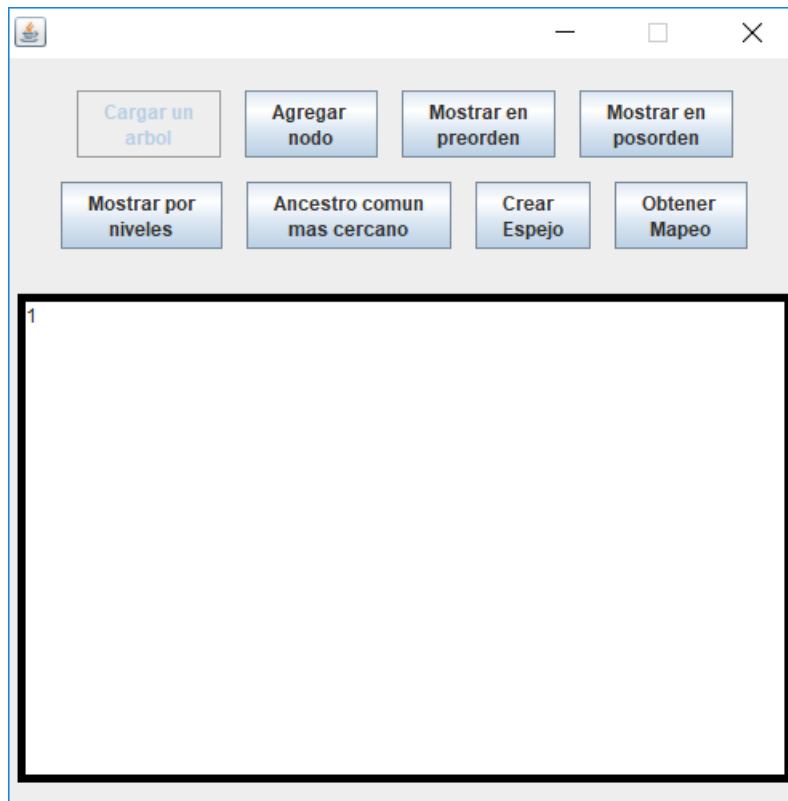 Cargar un
arbol
Agregar
nodo
Mostrar en
preorden
Mostrar en
posorden
Mostrar por
niveles
Ancestro comun
mas cercano
Crear
Espejo
Obtener
Mapeo
1